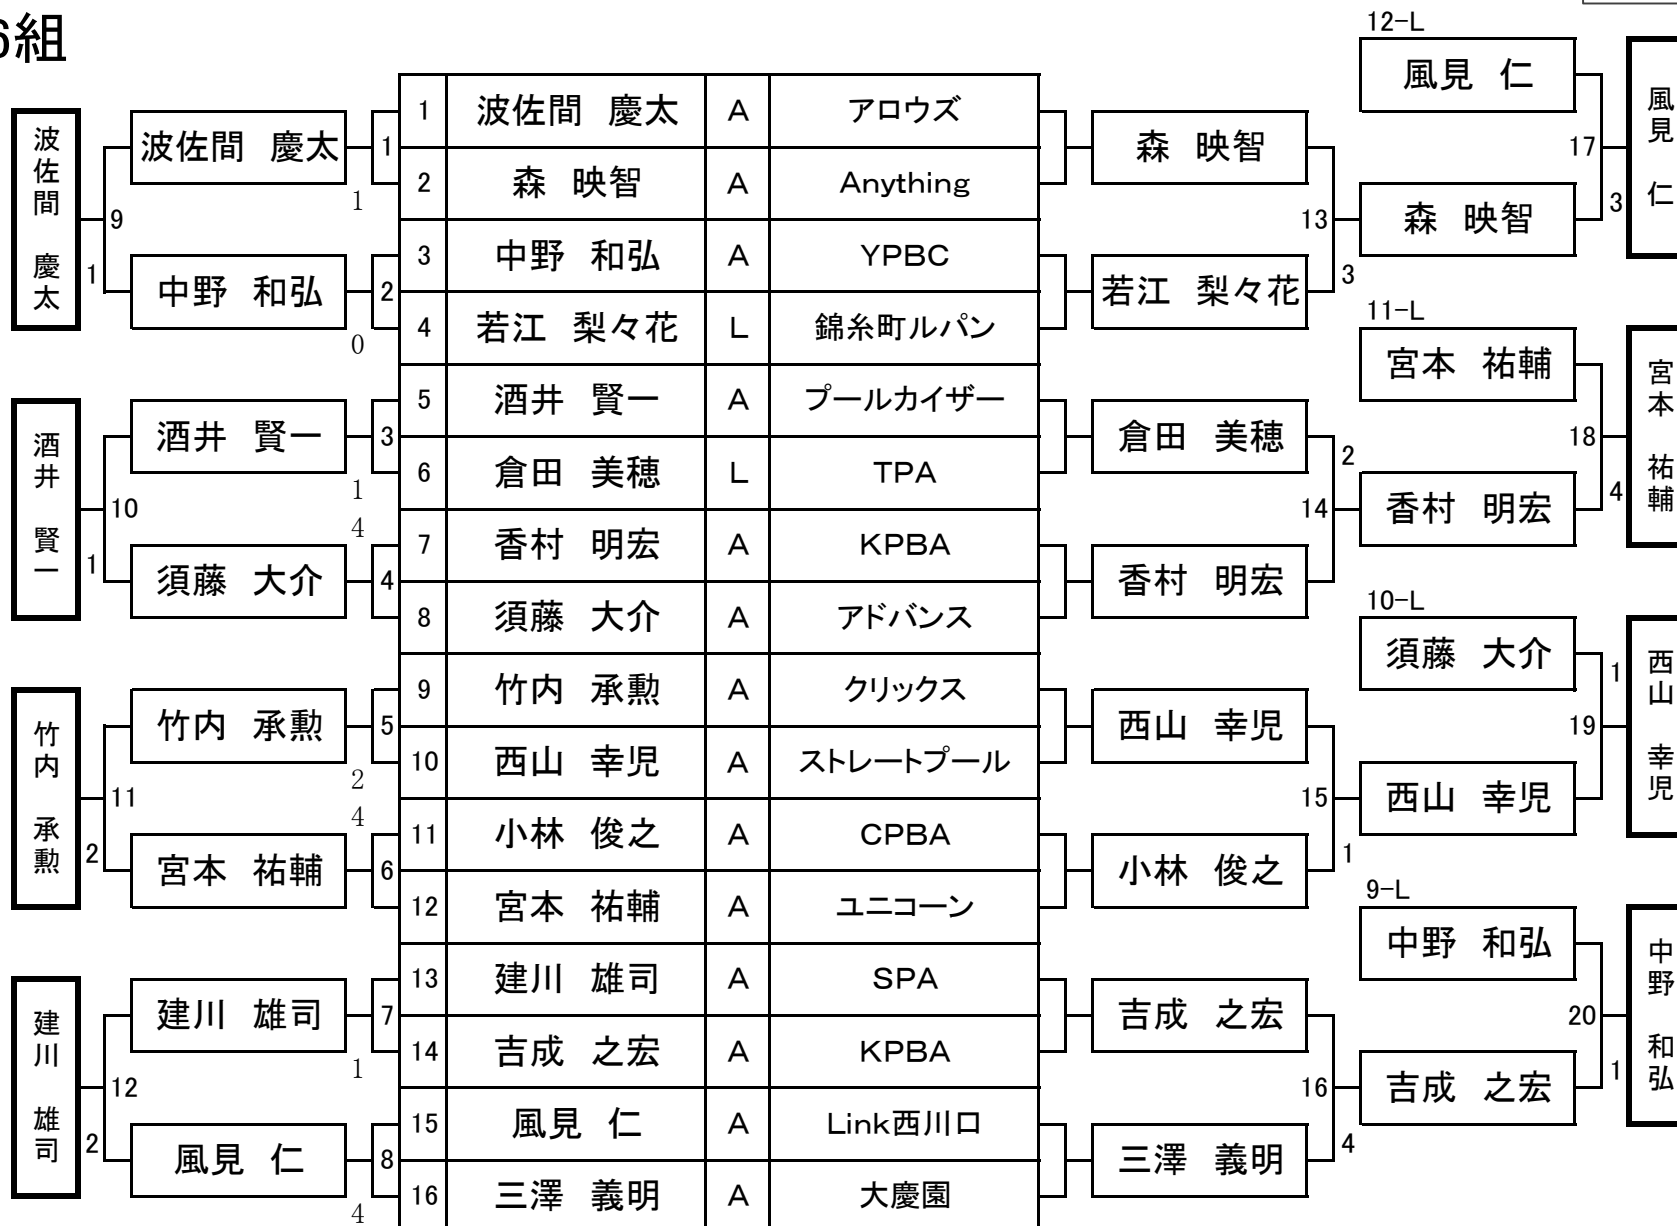 6組
12-L
風見 仁
1 波佐間 慶太 A アロウズ
2 森 映智 A Anything
3 中野 和弘 A YPBC
4 若江 梨々花 L 錦糸町ルパン
5 酒井 賢一 A プールカイザー
6 倉田 美穂 L TPA
7 香村 明宏 A KPBA
8 須藤 大介 A アドバンス
9 竹内 承勲 A クリックス
10 西山 幸児 A ストレートプール
11 小林 俊之 A CPBA
12 宮本 祐輔 A ユニコーン
13 建川 雄司 A SPA
14 吉成 之宏 A KPBA
15 風見 仁 A Link西川口
16 三澤 義明 A 大慶園
波佐間 慶太
9
1
波佐間 慶太
1
1
中野 和弘
2
0
酒井 賢一
10
1
酒井 賢一
3
1
4
須藤 大介
4
竹内 承勲
11
2
竹内 承勲
5
2
4
宮本 祐輔
6
建川 雄司
12
2
建川 雄司
7
1
風見 仁
8
4
森 映智
13
若江 梨々花
3
倉田 美穂
2
14
香村 明宏
西山 幸児
15
小林 俊之
1
吉成 之宏
16
三澤 義明
4
17
森 映智
3
風見 仁
11-L
宮本 祐輔
18
香村 明宏
4
宮本 祐輔
10-L
須藤 大介
1
19
西山 幸児
西山 幸児
9-L
中野 和弘
20
吉成 之宏
1
中野 和弘